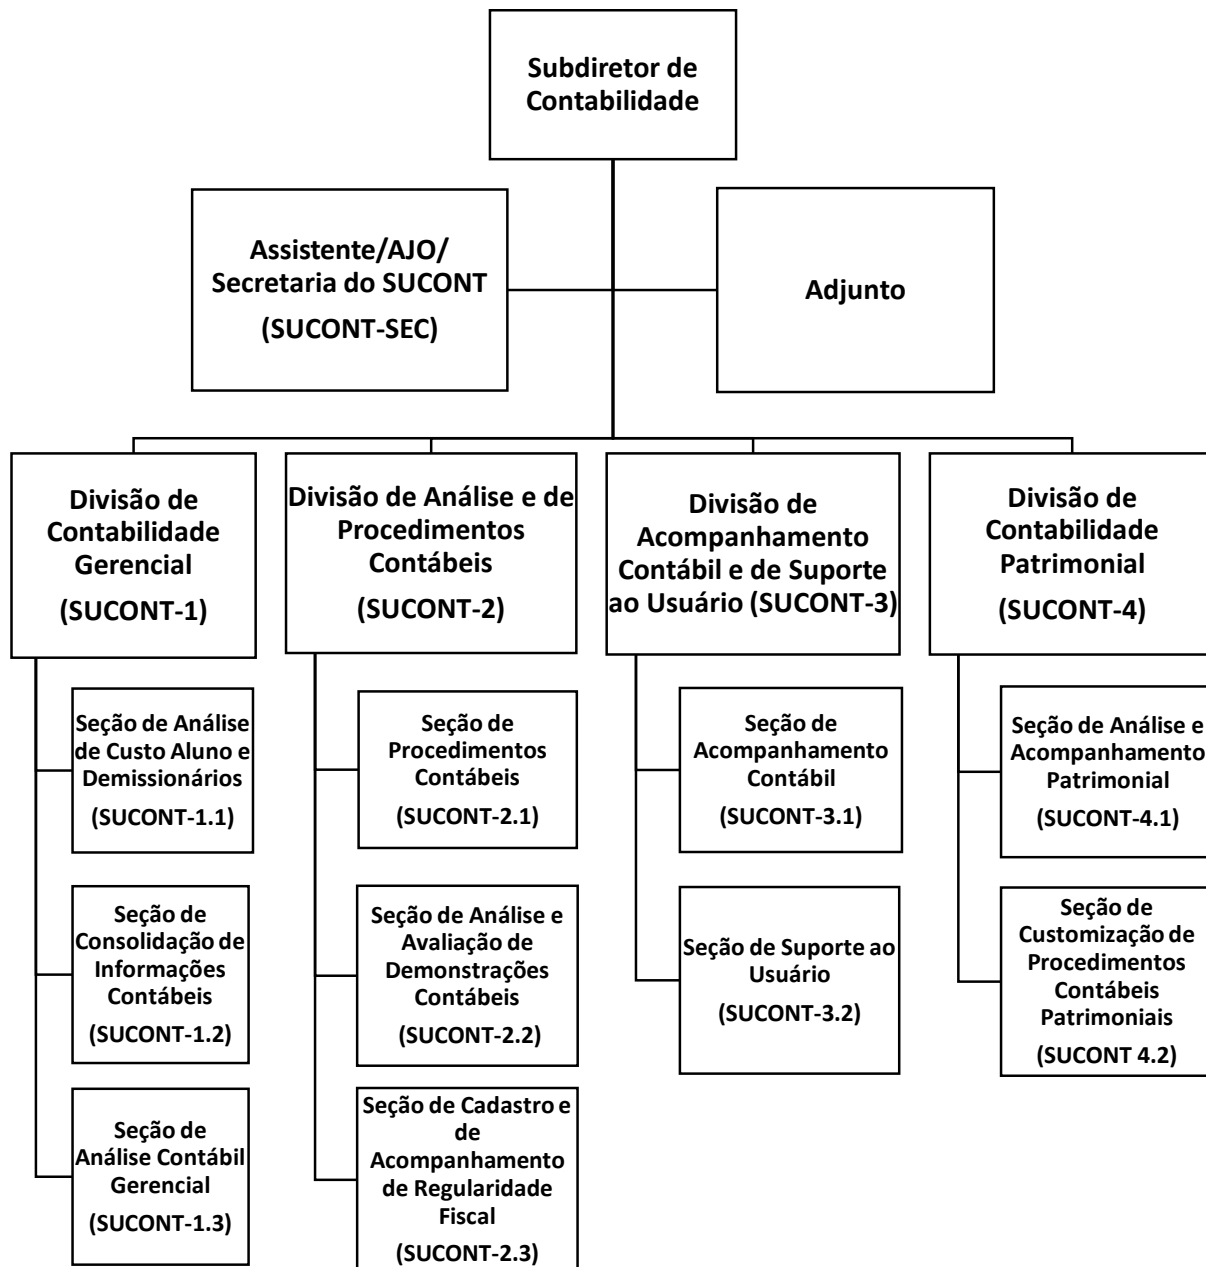 Subdiretor de
Contabilidade
Assistente/AJO/
Secretaria do SUCONT
(SUCONT-SEC)
Adjunto
Divisão de
Contabilidade
Gerencial
(SUCONT-1)
Divisão de Análise e de
Procedimentos
Contábeis
(SUCONT-2)
Divisão de
Acompanhamento
Contábil e de Suporte
ao Usuário (SUCONT-3)
Divisão de
Contabilidade
Patrimonial
(SUCONT-4)
Seção de Análise
de Custo Aluno e
Demissionários
(SUCONT-1.1)
Seção de
Consolidação de
Informações
Contábeis
(SUCONT-1.2)
Seção de
Análise Contábil
Gerencial
(SUCONT-1.3)
Seção de
Procedimentos
Contábeis
(SUCONT-2.1)
Seção de Análise e
Avaliação de
Demonstrações
Contábeis
(SUCONT-2.2)
Seção de Cadastro e
de
Acompanhamento
de Regularidade
Fiscal
(SUCONT-2.3)
Seção de
Acompanhamento
Contábil
(SUCONT-3.1)
Seção de Suporte ao
Usuário
(SUCONT-3.2)
Seção de Análise e
Acompanhamento
Patrimonial
(SUCONT-4.1)
Seção de
Customização de
Procedimentos
Contábeis
Patrimoniais
(SUCONT 4.2)